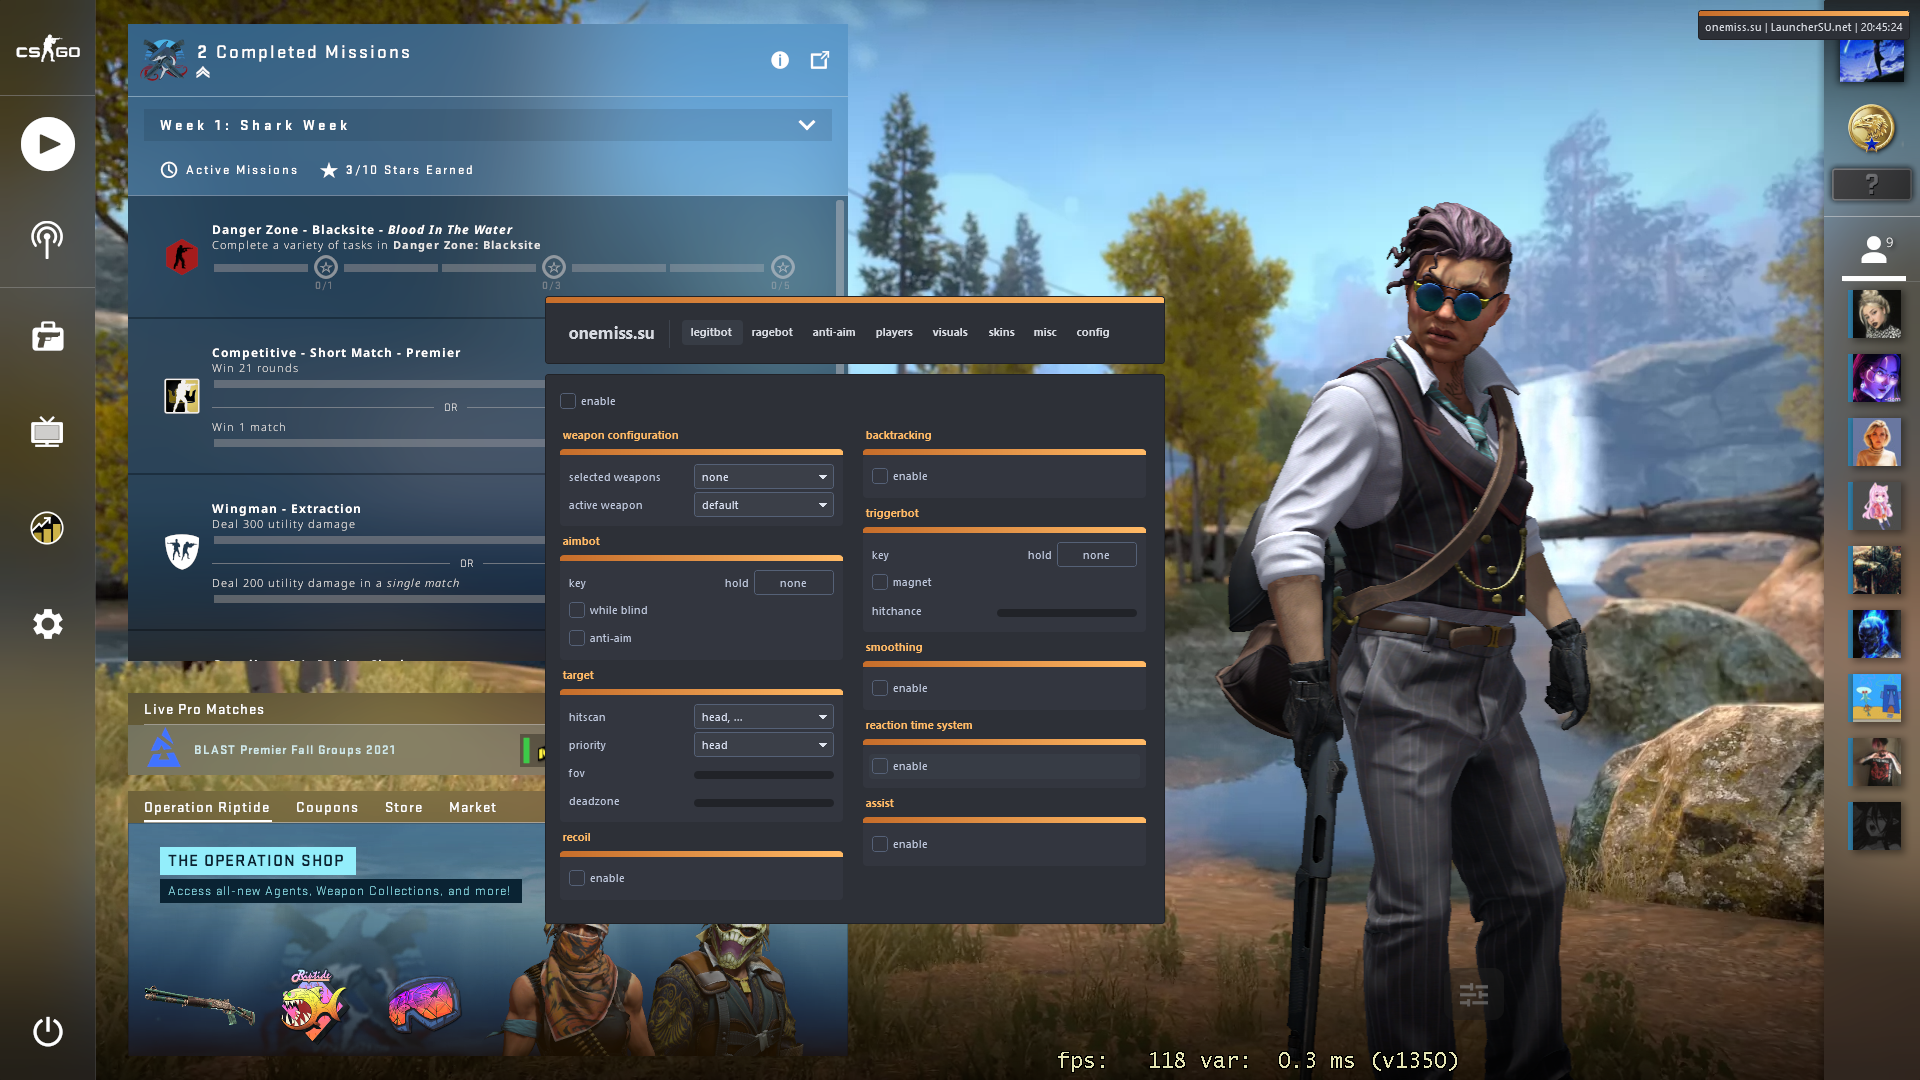 CS GO
2 Completed Missions
Week 1: Shark Week
Active Missions
3/10 Stars Earned
Danger Zone - Blacksite - Blood In The Water
Complete a variety of tasks in Danger Zone: Blacksite
0/1
0/3
0/5
Competitive - Short Match - Premier
Win 21 rounds
OR
Win 1 match
Wingman - Extraction
Deal 300 utility damage
OR
Deal 200 utility damage in a single match
Live Pro Matches
BLAST Premier Fall Groups 2021
Operation Riptide
Coupons
Store
Market
THE OPERATION SHOP
Access all-new Agents, Weapon Collections, and more!
Riptide
onemiss.su
legitbot
ragebot
anti-aim
players
visuals
skins
misc
config
enable
weapon configuration
selected weapons
none
active weapon
default
aimbot
key
hold
none
while blind
anti-aim
target
hitscan
head, ...
priority
head
fov
deadzone
recoil
enable
backtracking
enable
triggerbot
key
hold
none
magnet
hitchance
smoothing
enable
reaction time system
enable
assist
enable
onemiss.su | LauncherSU.net | 20:45:24
?
9
fps: 118 var: 0.3 ms (v1350)